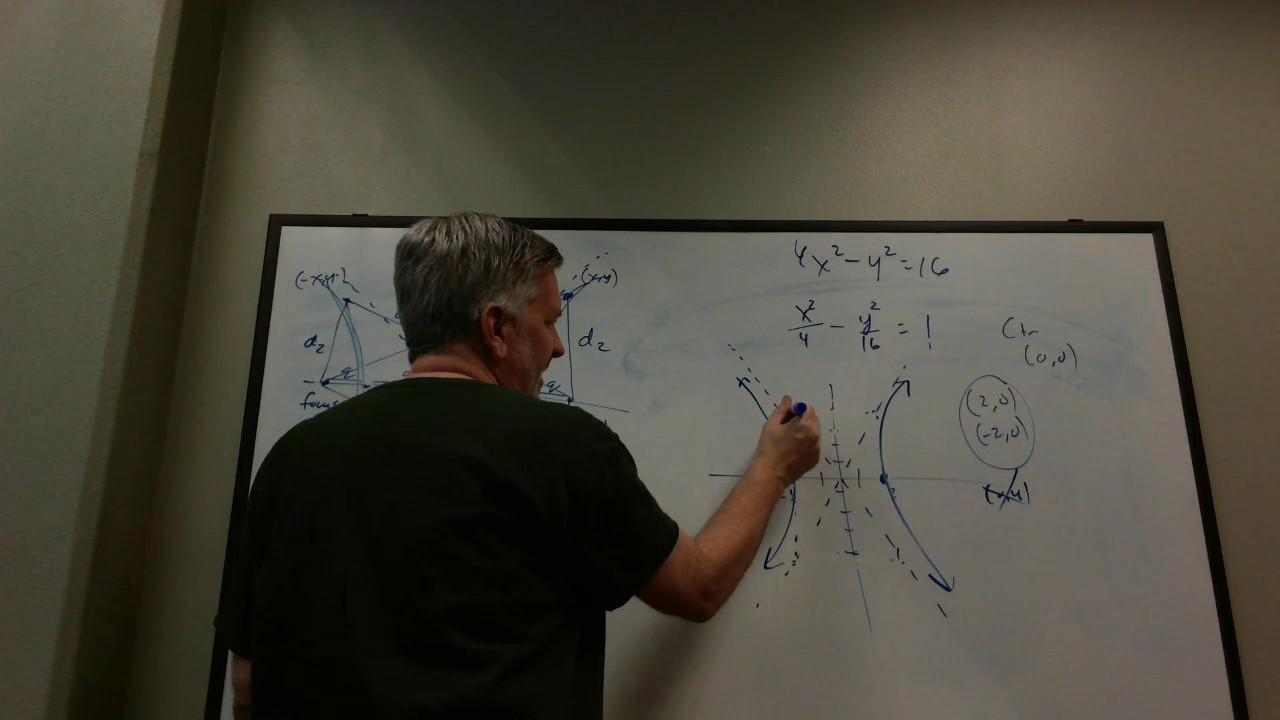 (-x,y)
d₂
a
focus
(x,y)
d₂
4x² - y² = 16
x²/4 - y²/16 = 1
Ctr
(0,0)
(2,0)
(-2,0)